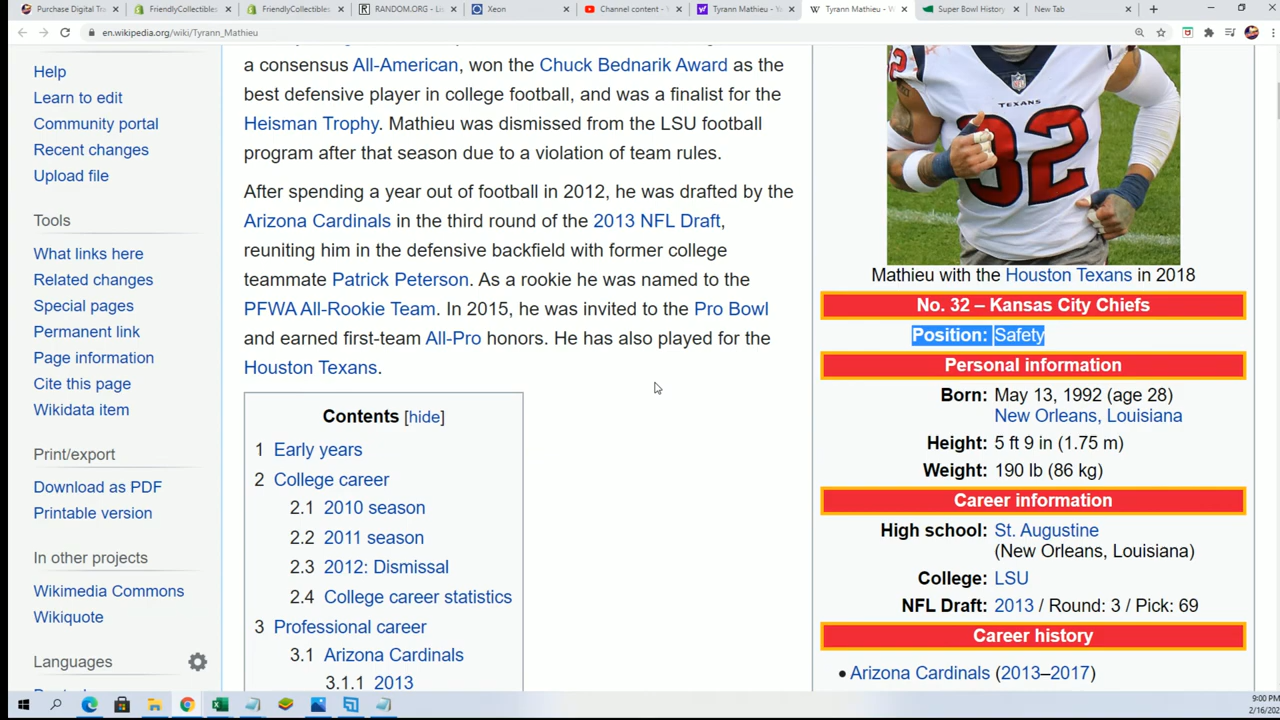 Purchase Digital Tra
FriendlyCollectibles
FriendlyCollectibles
RANDOM.ORG - Li
Xeon
Channel content -
Tyrann Mathieu - Ya
Tyrann Mathieu - W
Super Bowl History
New Tab
en.wikipedia.org/wiki/Tyrann_Mathieu
Help
Learn to edit
Community portal
Recent changes
Upload file
Tools
What links here
Related changes
Special pages
Permanent link
Page information
Cite this page
Wikidata item
Print/export
Download as PDF
Printable version
In other projects
Wikimedia Commons
Wikiquote
Languages
a consensus All-American, won the Chuck Bednarik Award as the
best defensive player in college football, and was a finalist for the
Heisman Trophy. Mathieu was dismissed from the LSU football
program after that season due to a violation of team rules.
After spending a year out of football in 2012, he was drafted by the
Arizona Cardinals in the third round of the 2013 NFL Draft,
reuniting him in the defensive backfield with former college
teammate Patrick Peterson. As a rookie he was named to the
PFWA All-Rookie Team. In 2015, he was invited to the Pro Bowl
and earned first-team All-Pro honors. He has also played for the
Houston Texans.
Contents [hide]
1 Early years
2 College career
2.1 2010 season
2.2 2011 season
2.3 2012: Dismissal
2.4 College career statistics
3 Professional career
3.1 Arizona Cardinals
3.1.1 2013
TEXANS
32
Mathieu with the Houston Texans in 2018
No. 32 – Kansas City Chiefs
Position: Safety
Personal information
Born: May 13, 1992 (age 28)
New Orleans, Louisiana
Height: 5 ft 9 in (1.75 m)
Weight: 190 lb (86 kg)
Career information
High school: St. Augustine
(New Orleans, Louisiana)
College: LSU
NFL Draft: 2013 / Round: 3 / Pick: 69
Career history
• Arizona Cardinals (2013–2017)
9:00 PM
2/16/202